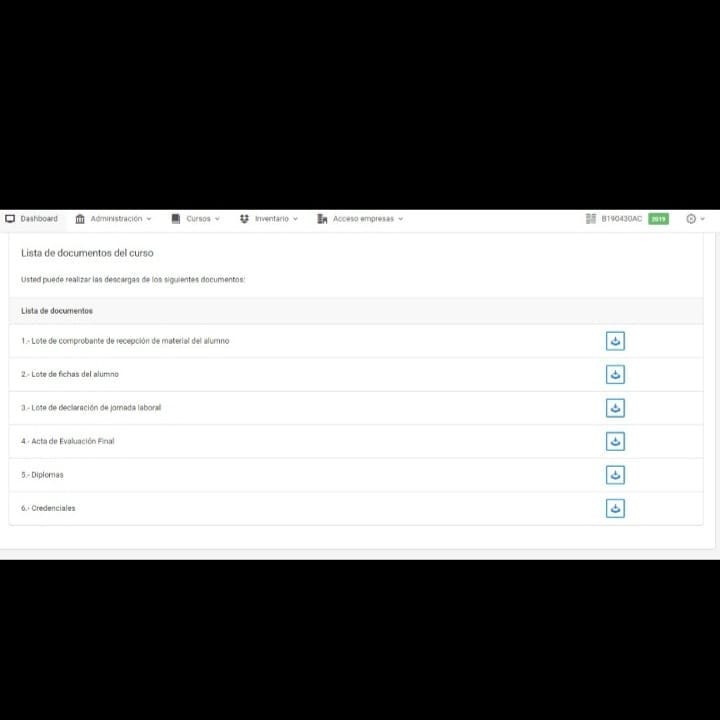 Dashboard Administración Cursos Inventario Acceso empresas B190430AC 2019
Lista de documentos del curso
Usted puede realizar las descargas de los siguientes documentos:
Lista de documentos
1.- Lote de comprobante de recepción de material del alumno
2.- Lote de fichas del alumno
3.- Lote de declaración de jornada laboral
4.- Acta de Evaluación Final
5.- Diplomas
6.- Credenciales